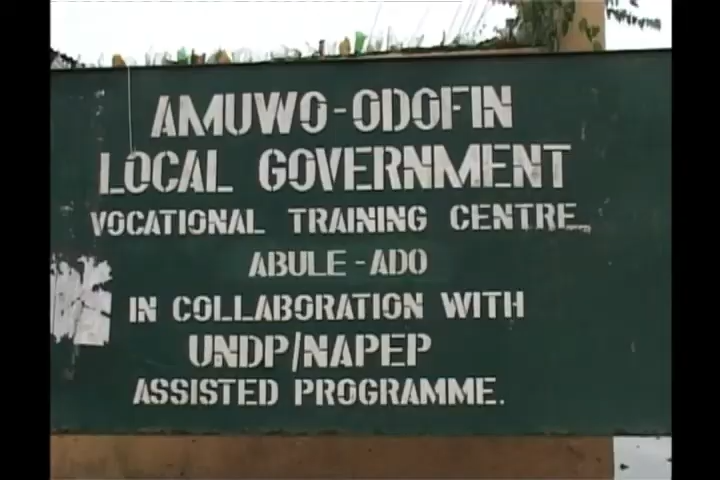 AMUWO-ODOFIN
LOCAL GOVERNMENT
VOCATIONAL TRAINING CENTRE
ABULE-ADO
IN COLLABORATION WITH
UNDP/NAPEP
ASSISTED PROGRAMME.